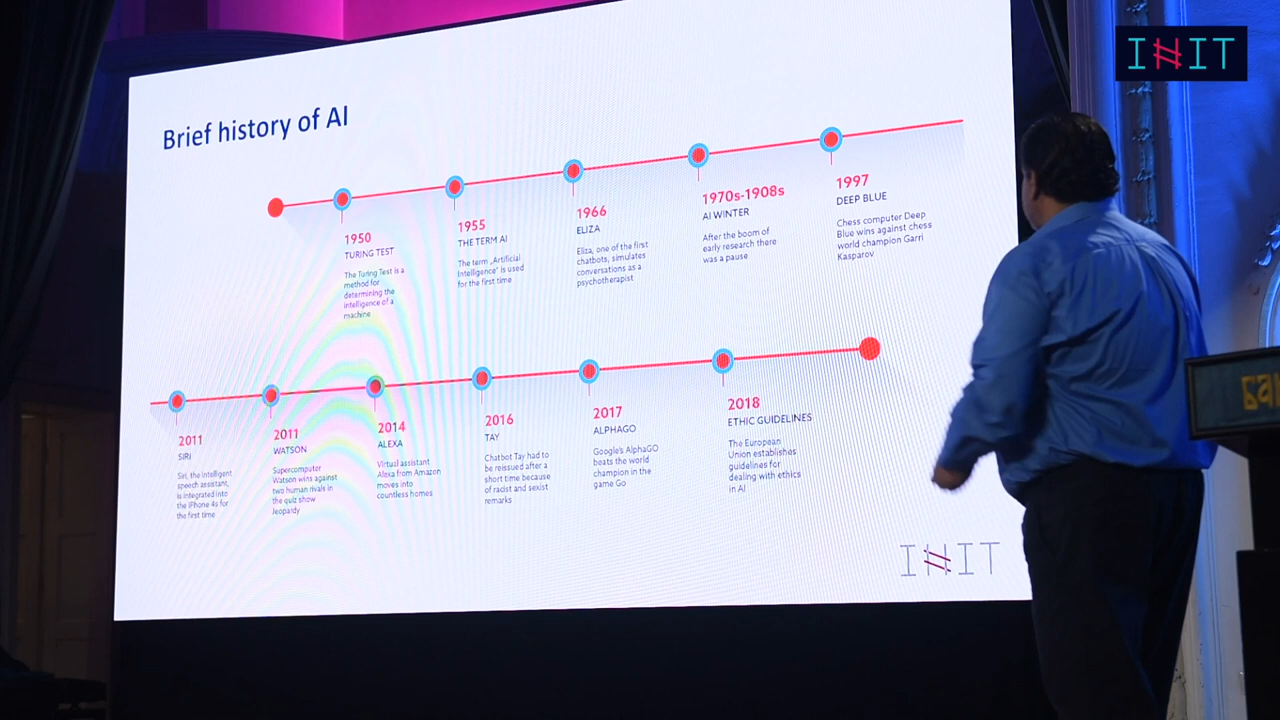 INIT
Brief history of AI
1950
TURING TEST
The Turing Test is a
method for
determining the
intelligence of a
machine
1955
THE TERM AI
The term „Artificial
Intelligence" is used
for the first time
1966
ELIZA
Eliza, one of the first
chatbots, simulates
conversations as a
psychotherapist
1970s-1908s
AI WINTER
After the boom of
early research there
was a pause
1997
DEEP BLUE
Chess computer Deep
Blue wins against chess
world champion Garri
Kasparov
2011
SIRI
Siri, the intelligent
speech assistant,
is integrated into
the iPhone 4s for
the first time
2011
WATSON
Supercomputer
Watson wins against
two human rivals in
the quiz show
Jeopardy
2014
ALEXA
Virtual assistant
Alexa from Amazon
moves into
countless homes
2016
TAY
Chatbot Tay had to
be reissued after a
short time because
of racist and sexist
remarks
2017
ALPHAGO
Google's AlphaGO
beats the world
champion in the
game Go
2018
ETHIC GUIDELINES
The European
Union establishes
guidelines for
dealing with ethics
in AI
INIT